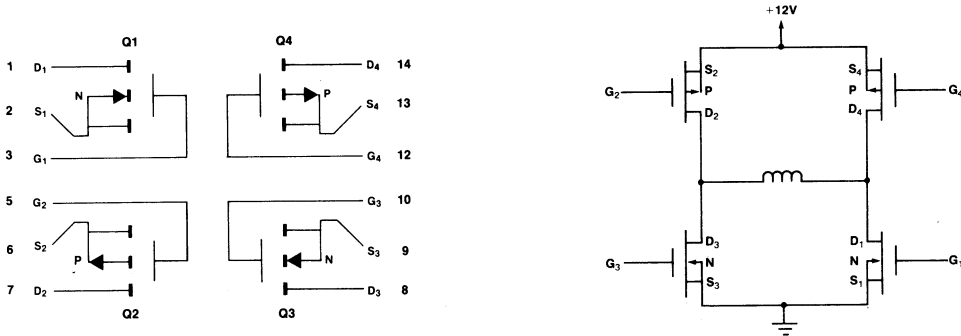 Q1 Q4
1 D1 D4 14
N P
2 S1 S4 13
3 G1 G4 12
5 G2 G3 10
6 S2 S3 9
P N
7 D2 D3 8
Q2 Q3
+12V
S2 S4
G2 P P G4
D2 D4
D3 D1
G3 N N G1
S3 S1